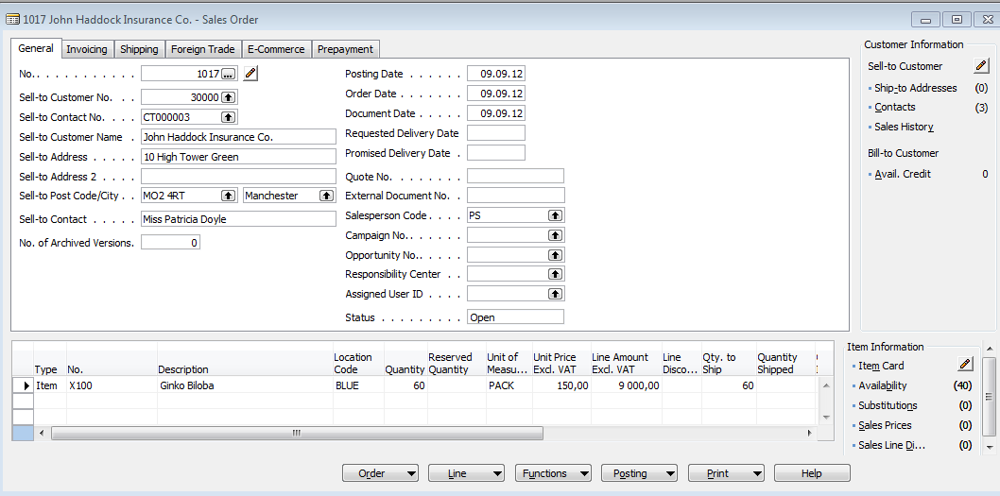 1017 John Haddock Insurance Co. - Sales Order
General Invoicing Shipping Foreign Trade E-Commerce Prepayment
No. . . . . . . . . . . . 1017 ...
Sell-to Customer No. . . . 30000
Sell-to Contact No. . . . CT000003
Sell-to Customer Name . John Haddock Insurance Co.
Sell-to Address . . . . . 10 High Tower Green
Sell-to Address 2 . . . .
Sell-to Post Code/City . . MO2 4RT Manchester
Sell-to Contact . . . . . Miss Patricia Doyle
No. of Archived Versions. 0
Posting Date . . . . . . 09.09.12
Order Date . . . . . . . 09.09.12
Document Date . . . . . 09.09.12
Requested Delivery Date
Promised Delivery Date .
Quote No. . . . . . . .
External Document No. .
Salesperson Code . . . . PS
Campaign No. . . . . . .
Opportunity No. . . . . .
Responsibility Center . .
Assigned User ID . . . .
Status . . . . . . . . . Open
Customer Information
Sell-to Customer
Ship-to Addresses (0)
Contacts (3)
Sales History
Bill-to Customer
Avail. Credit 0
Type No. Description Location Code Quantity Reserved Quantity Unit of Measu... Unit Price Excl. VAT Line Amount Excl. VAT Line Disco... Qty. to Ship Quantity Shipped
Item X100 Ginko Biloba BLUE 60 PACK 150,00 9 000,00 60
Item Information
Item Card
Availability (40)
Substitutions (0)
Sales Prices (0)
Sales Line Di... (0)
Order Line Functions Posting Print Help